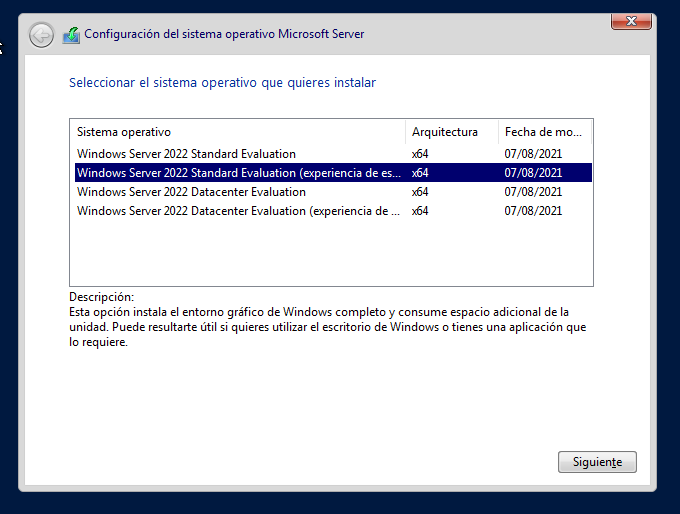 Configuración del sistema operativo Microsoft Server
Seleccionar el sistema operativo que quieres instalar
Sistema operativo Arquitectura Fecha de mo...
Windows Server 2022 Standard Evaluation x64 07/08/2021
Windows Server 2022 Standard Evaluation (experiencia de es... x64 07/08/2021
Windows Server 2022 Datacenter Evaluation x64 07/08/2021
Windows Server 2022 Datacenter Evaluation (experiencia de ... x64 07/08/2021
Descripción:
Esta opción instala el entorno gráfico de Windows completo y consume espacio adicional de la
unidad. Puede resultarte útil si quieres utilizar el escritorio de Windows o tienes una aplicación que
lo requiere.
Siguiente